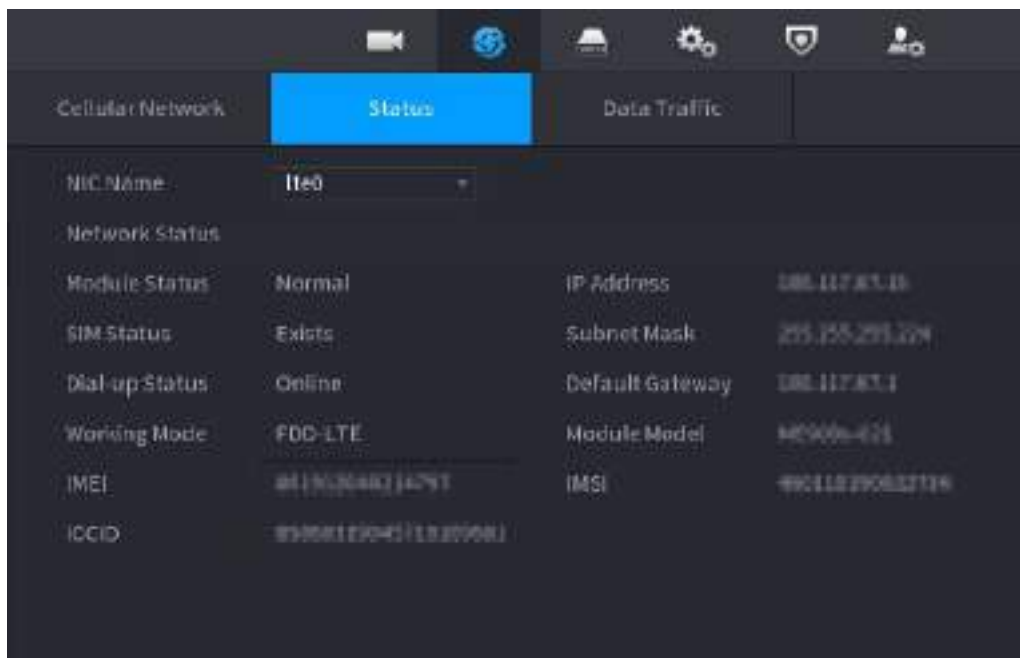 Cellular Network Status Data Traffic
NIC Name lte0
Network Status
Module Status Normal IP Address
SIM Status Exists Subnet Mask
Dial-up Status Online Default Gateway
Working Mode FDD-LTE Module Model
IMEI IMSI
ICCID